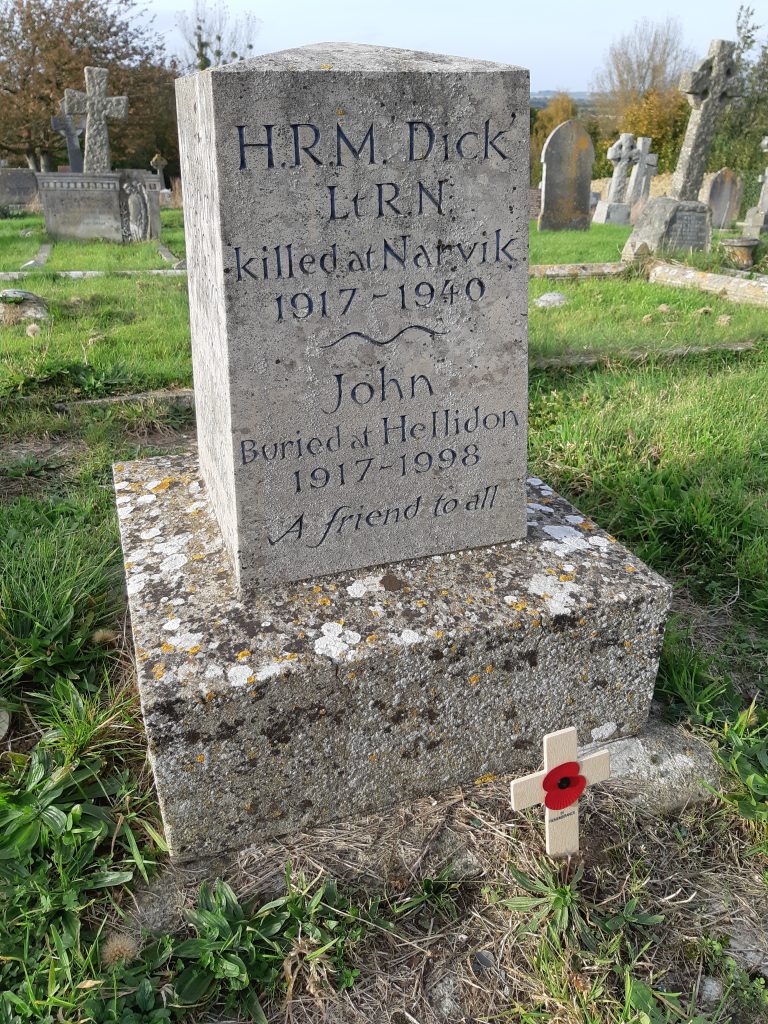 H.R.M. 'Dick'
Lt R.N.
killed at Narvik
1917 - 1940
John
Buried at Hellidon
1917 - 1998
A friend to all